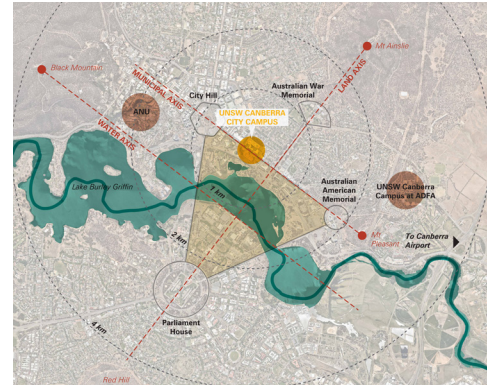 Mt Ainslie
Black Mountain
MUNICIPAL AXIS
LAND AXIS
Australian War
Memorial
City Hill
ANU
UNSW CANBERRA
CITY CAMPUS
WATER AXIS
Lake Burley Griffin
1 km
Australian
American
Memorial
UNSW Canberra
Campus at ADFA
2 km
Mt
Pleasant
To Canberra
Airport
4 km
Parliament
House
Red Hill